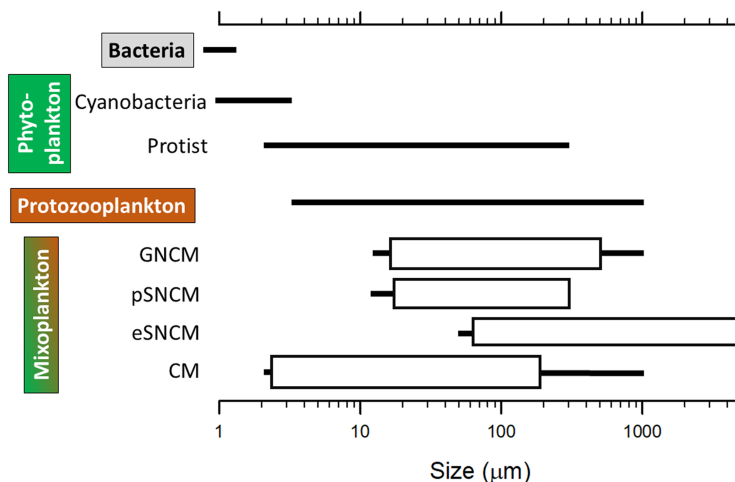 Bacteria
Phyto-
plankton
Cyanobacteria
Protist
Protozooplankton
Mixoplankton
GNCM
pSNCM
eSNCM
CM
1 10 100 1000
Size (μm)